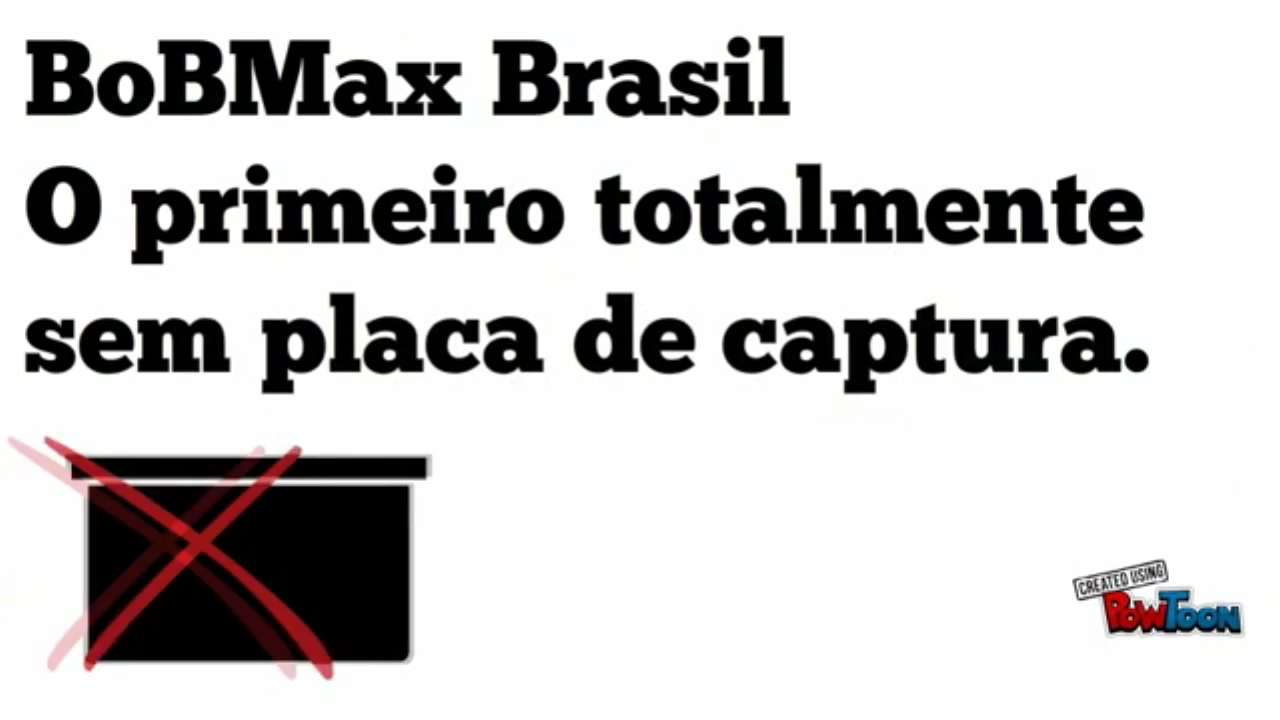 BoBMax Brasil
O primeiro totalmente
sem placa de captura.
CREATED USING
POWTOON